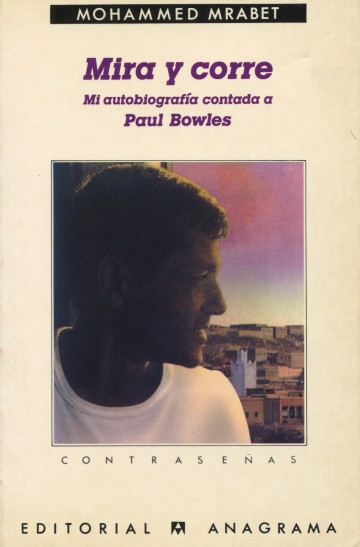 MOHAMMED MRABET
Mira y corre
Mi autobiografía contada a
Paul Bowles
CONTRASEÑAS
EDITORIAL ANAGRAMA